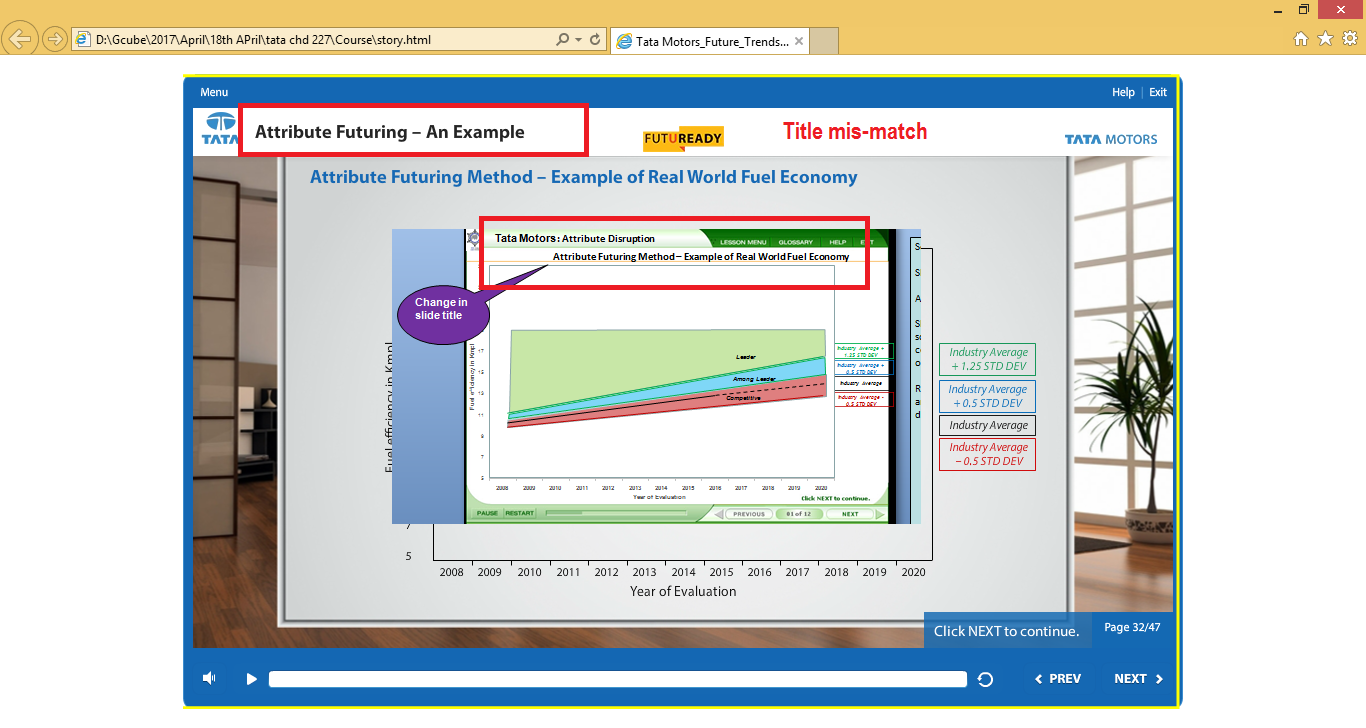 D:\Gcube\2017\April\18th APril\tata chd 227\Course\story.html
Tata Motors_Future_Trends...
Menu
Help | Exit
TATA
Attribute Futuring – An Example
FUTUREADY
Title mis-match
TATA MOTORS
Attribute Futuring Method – Example of Real World Fuel Economy
Tata Motors: Attribute Disruption
LESSON MENU
GLOSSARY
HELP
Attribute Futuring Method – Example of Real World Fuel Economy
Change in
slide title
Leader
Among Leader
Competitive
Industry Average +
1.25 STD DEV
Industry Average +
0.5 STD DEV
Industry Average
Industry Average -
0.5 STD DEV
Fuel efficiency in Kmpl
17
15
13
11
9
7
5
2008 2009 2010 2011 2012 2013 2014 2015 2016 2017 2018 2019 2020
Year of Evaluation
Click NEXT to continue.
PAUSE
RESTART
PREVIOUS
01 of 12
NEXT
Industry Average
+ 1.25 STD DEV
Industry Average
+ 0.5 STD DEV
Industry Average
Industry Average
– 0.5 STD DEV
Fuel efficiency in Kmpl
7
5
2008 2009 2010 2011 2012 2013 2014 2015 2016 2017 2018 2019 2020
Year of Evaluation
Click NEXT to continue.
Page 32/47
PREV
NEXT